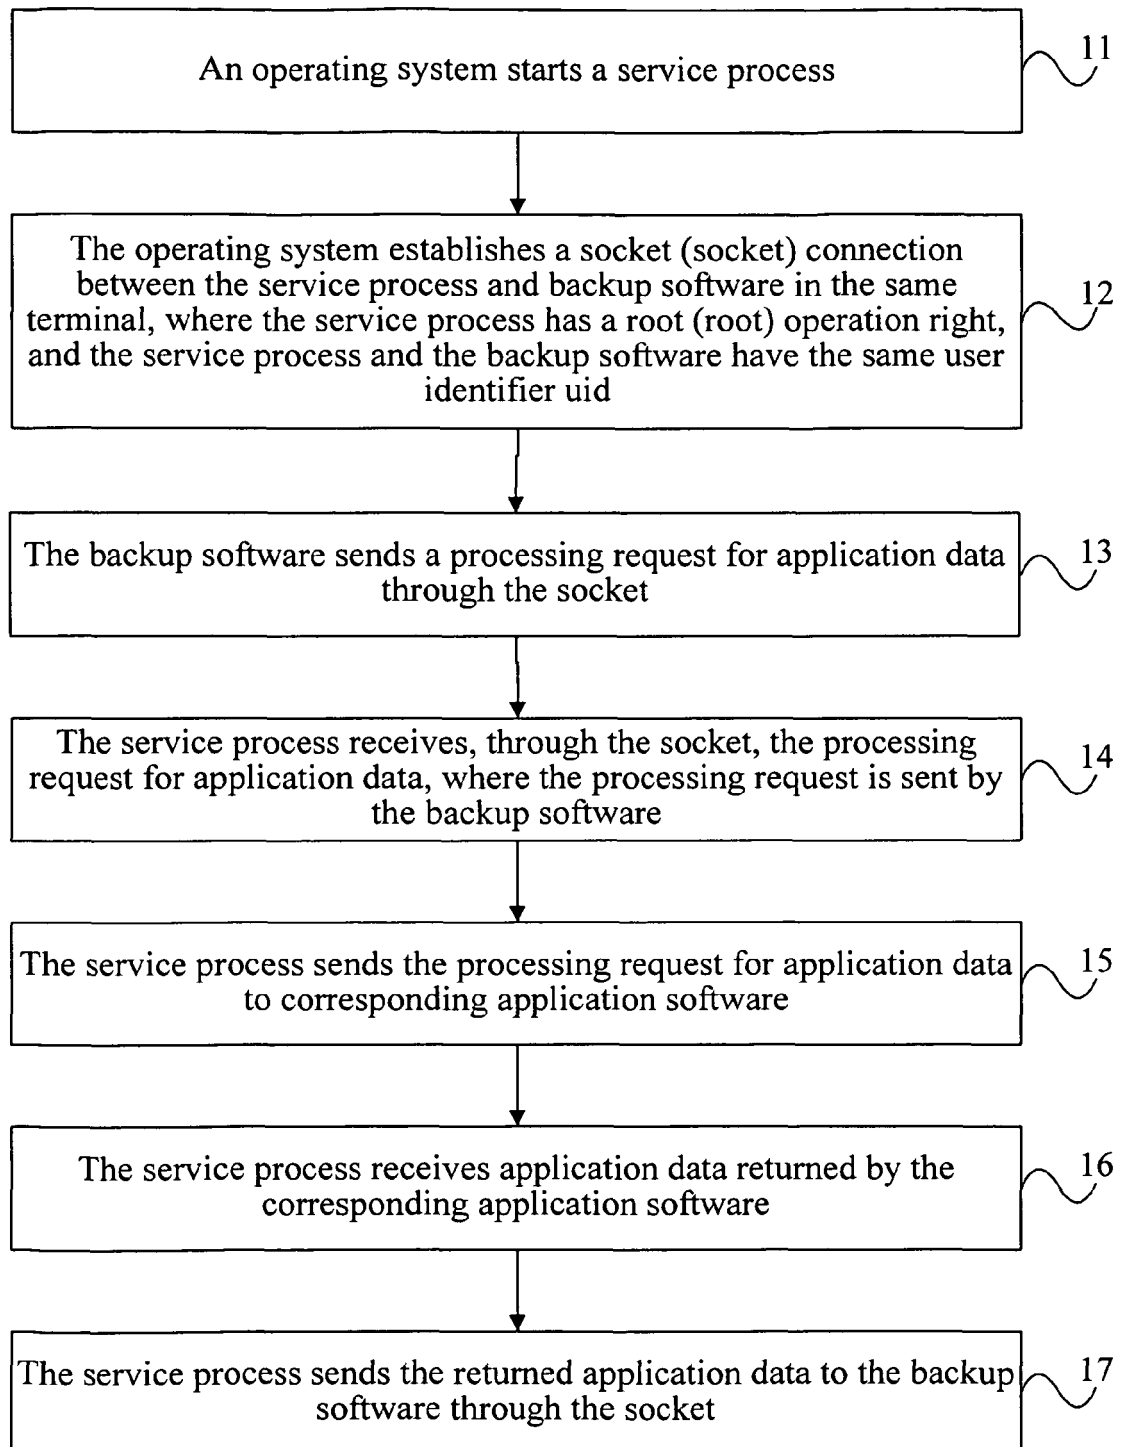 An operating system starts a service process
11
The operating system establishes a socket (socket) connection
between the service process and backup software in the same
terminal, where the service process has a root (root) operation right,
and the service process and the backup software have the same user
identifier uid
12
The backup software sends a processing request for application data
through the socket
13
The service process receives, through the socket, the processing
request for application data, where the processing request is sent by
the backup software
14
The service process sends the processing request for application data
to corresponding application software
15
The service process receives application data returned by the
corresponding application software
16
The service process sends the returned application data to the backup
software through the socket
17